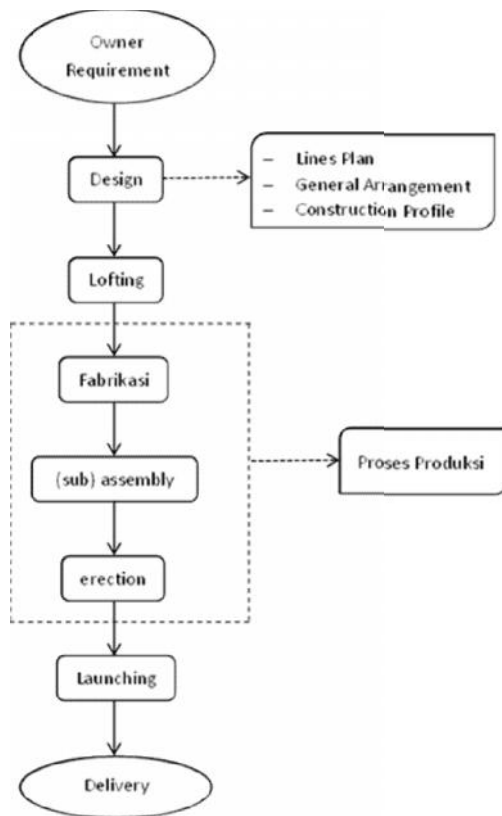 Owner
Requirement
Design
– Lines Plan
– General Arrangement
– Construction Profile
Lofting
Fabrikasi
(sub) assembly
Proses Produksi
erection
Launching
Delivery